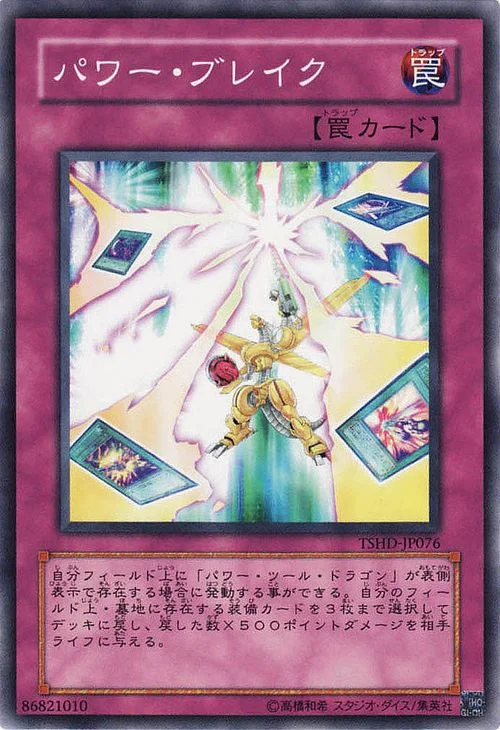 パワー・ブレイク
トラップ
罠
トラップ
【罠カード】
TSHD-JP076
自分フィールド上に「パワー・ツール・ドラゴン」が表側
表示で存在する場合に発動する事ができる。自分のフィー
ルド上・墓地に存在する装備カードを３枚まで選択して
デッキに戻し、戻した数×５００ポイントダメージを相手
ライフに与える。
86821010
©高橋和希 スタジオ・ダイス/集英社